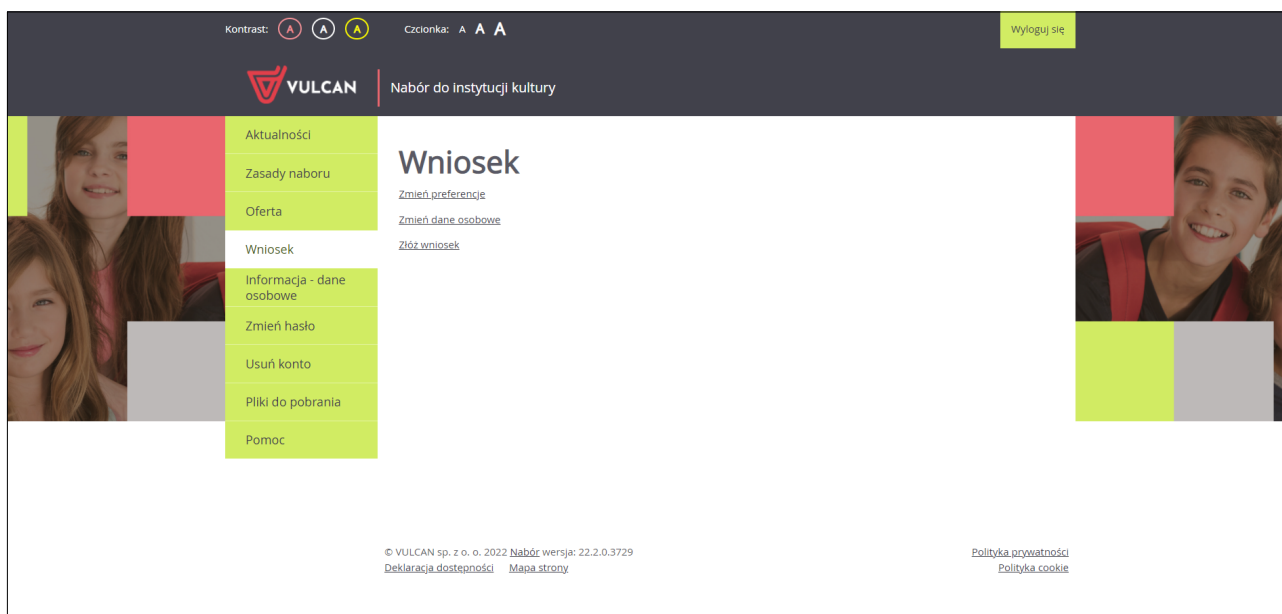 Kontrast: A A A Czcionka: A A A Wyloguj się
VULCAN Nabór do instytucji kultury
Aktualności
Zasady naboru
Oferta
Wniosek
Informacja - dane
osobowe
Zmień hasło
Usuń konto
Pliki do pobrania
Pomoc
Wniosek
Zmień preferencje
Zmień dane osobowe
Złóż wniosek
© VULCAN sp. z o. o. 2022 Nabór wersja: 22.2.0.3729
Deklaracja dostępności Mapa strony
Polityka prywatności
Polityka cookie